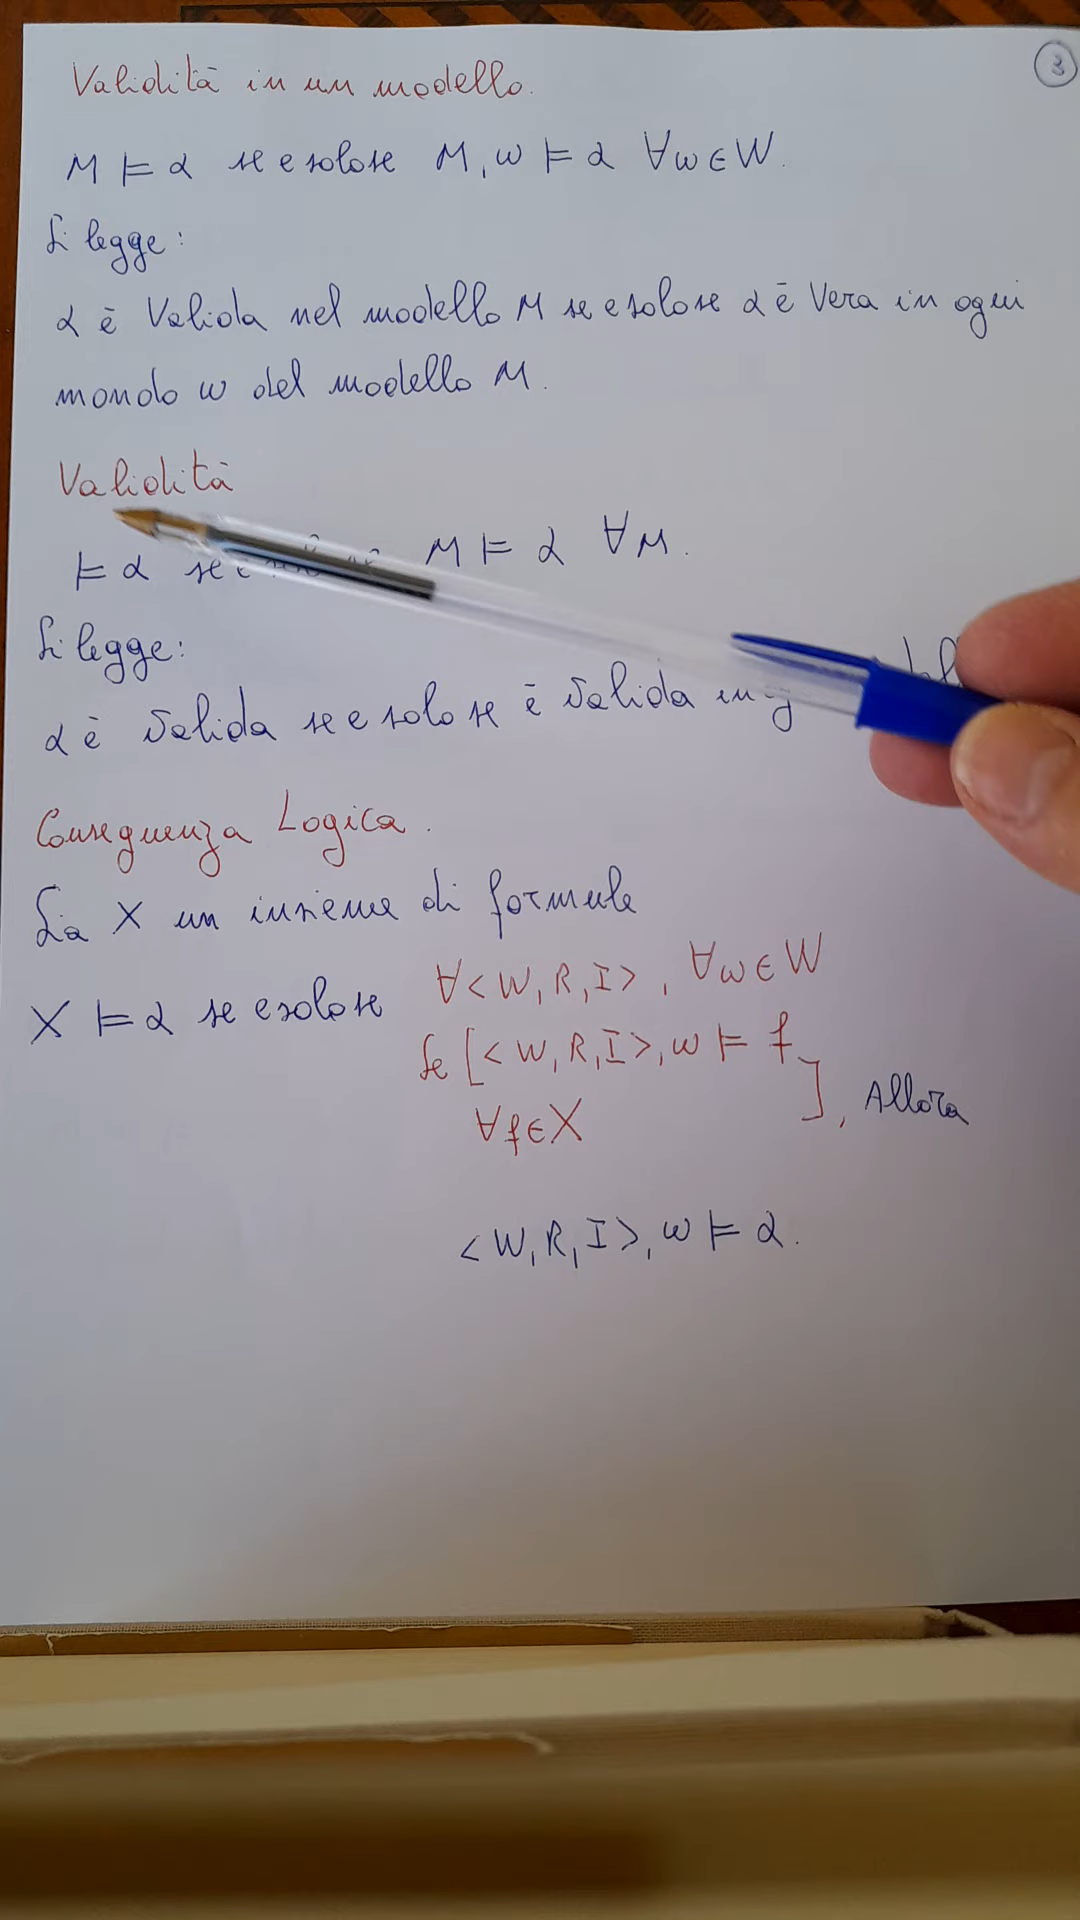 3
Validità in un modello.
M ⊨ α se e solo se M, w ⊨ α ∀w∈W.
Si legge:
α è Valida nel modello M se e solo se α è Vera in ogni
mondo w del modello M.
Validità
⊨ α se M ⊨ α ∀M.
Si legge:
α è Valida se e solo se è Valida in
Conseguenza Logica.
Sia X un insieme di formule
X ⊨ α se e solo se ∀<W, R, I>, ∀w∈W
Se [<W, R, I>, w ⊨ f
∀f∈X ], Allora
<W, R, I>, w ⊨ α.